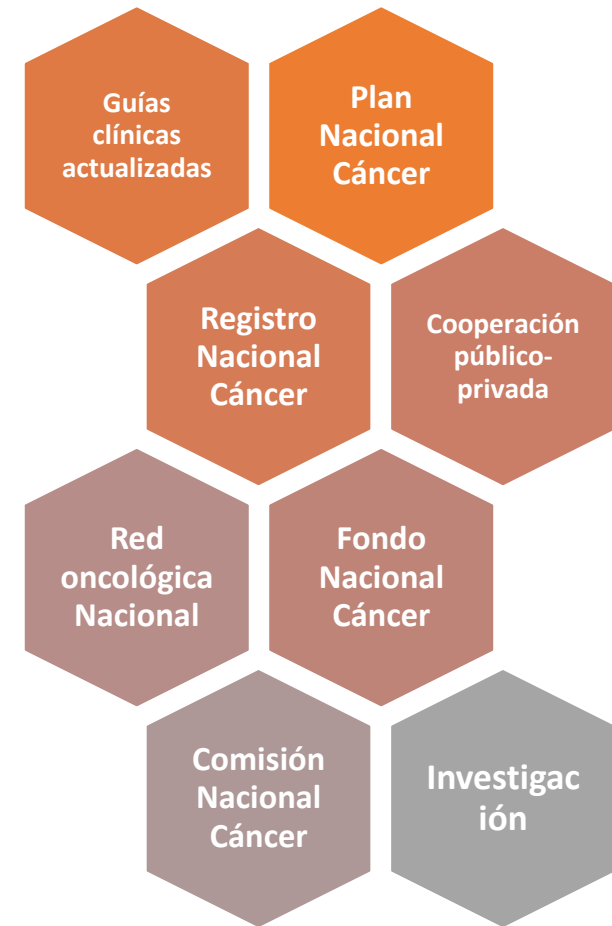 Guías
clínicas
actualizadas
Plan
Nacional
Cáncer
Registro
Nacional
Cáncer
Cooperación
público-
privada
Red
oncológica
Nacional
Fondo
Nacional
Cáncer
Comisión
Nacional
Cáncer
Investigac
ión